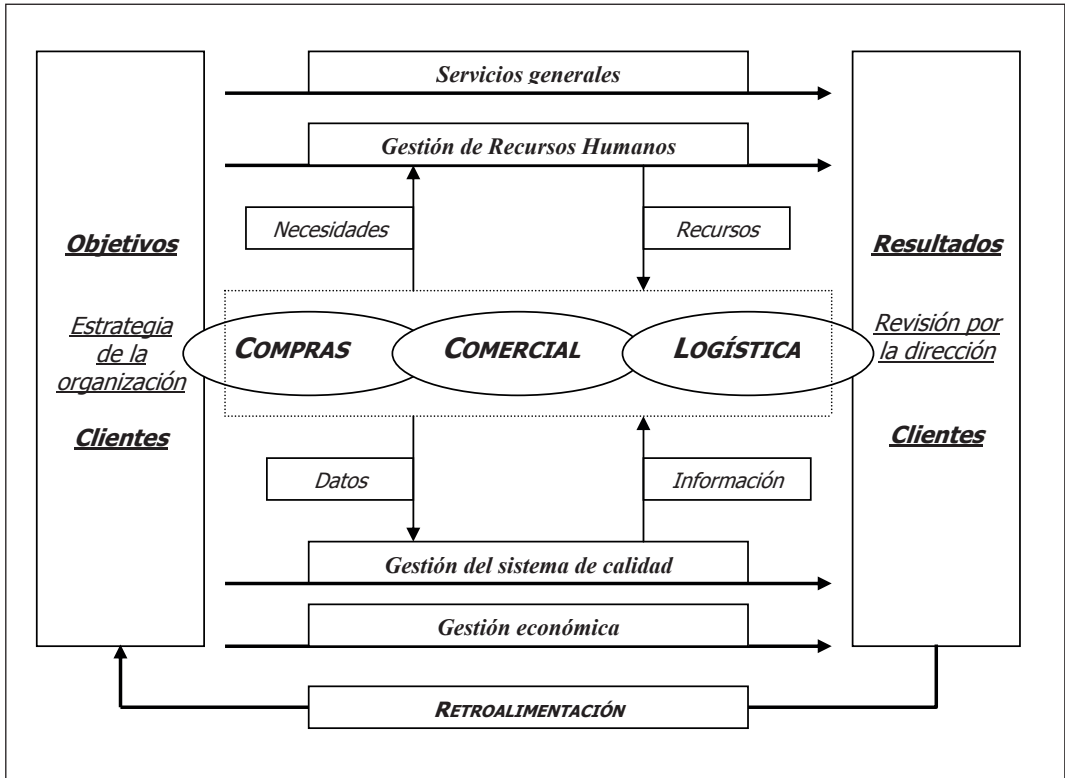 Servicios generales
Gestión de Recursos Humanos
Necesidades
Recursos
Objetivos
Estrategia
de la
organización
Clientes
COMPRAS
COMERCIAL
LOGÍSTICA
Resultados
Revisión por
la dirección
Clientes
Datos
Información
Gestión del sistema de calidad
Gestión económica
RETROALIMENTACIÓN